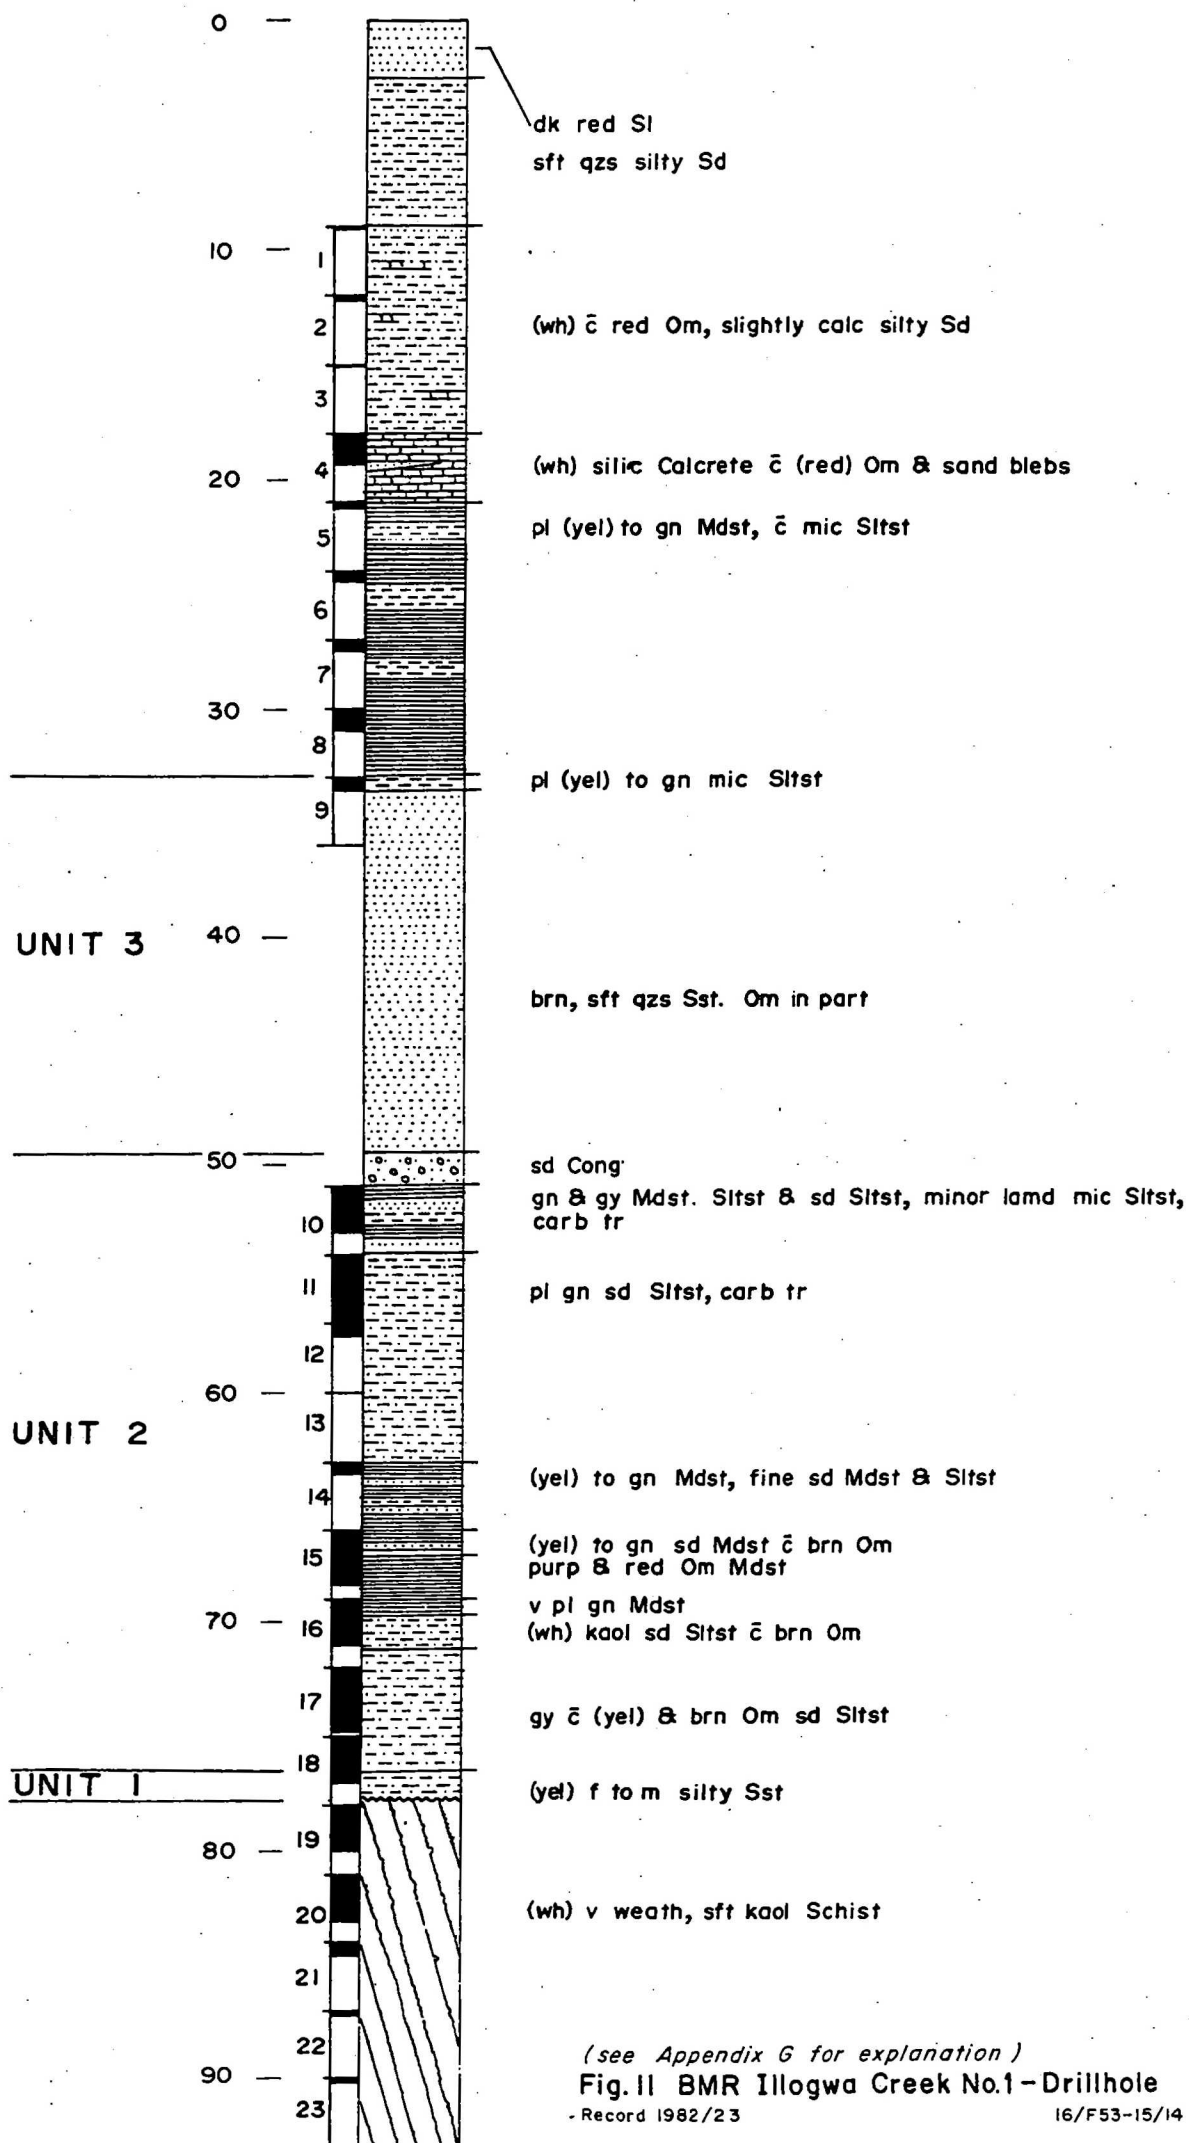 0
dk red Sl
sft qzs silty Sd
10
1
2
(wh) c̄ red Om, slightly calc silty Sd
3
4
(wh) silic Calcrete c̄ (red) Om & sand blebs
20
5
pl (yel) to gn Mdst, c̄ mic Sltst
6
7
30
8
pl (yel) to gn mic Sltst
9
UNIT 3
40
brn, sft qzs Sst. Om in part
50
sd Cong
gn & gy Mdst. Sltst & sd Sltst, minor lamd mic Sltst,
carb tr
10
11
pl gn sd Sltst, carb tr
12
60
13
UNIT 2
(yel) to gn Mdst, fine sd Mdst & Sltst
14
(yel) to gn sd Mdst c̄ brn Om
15
purp & red Om Mdst
v pl gn Mdst
70
16
(wh) kaol sd Sltst c̄ brn Om
17
gy c̄ (yel) & brn Om sd Sltst
18
UNIT 1
(yel) f to m silty Sst
19
80
20
(wh) v weath, sft kaol Schist
21
22
90
23
(see Appendix G for explanation)
Fig. 11 BMR Illogwa Creek No.1-Drillhole
Record 1982/23
16/F53-15/14